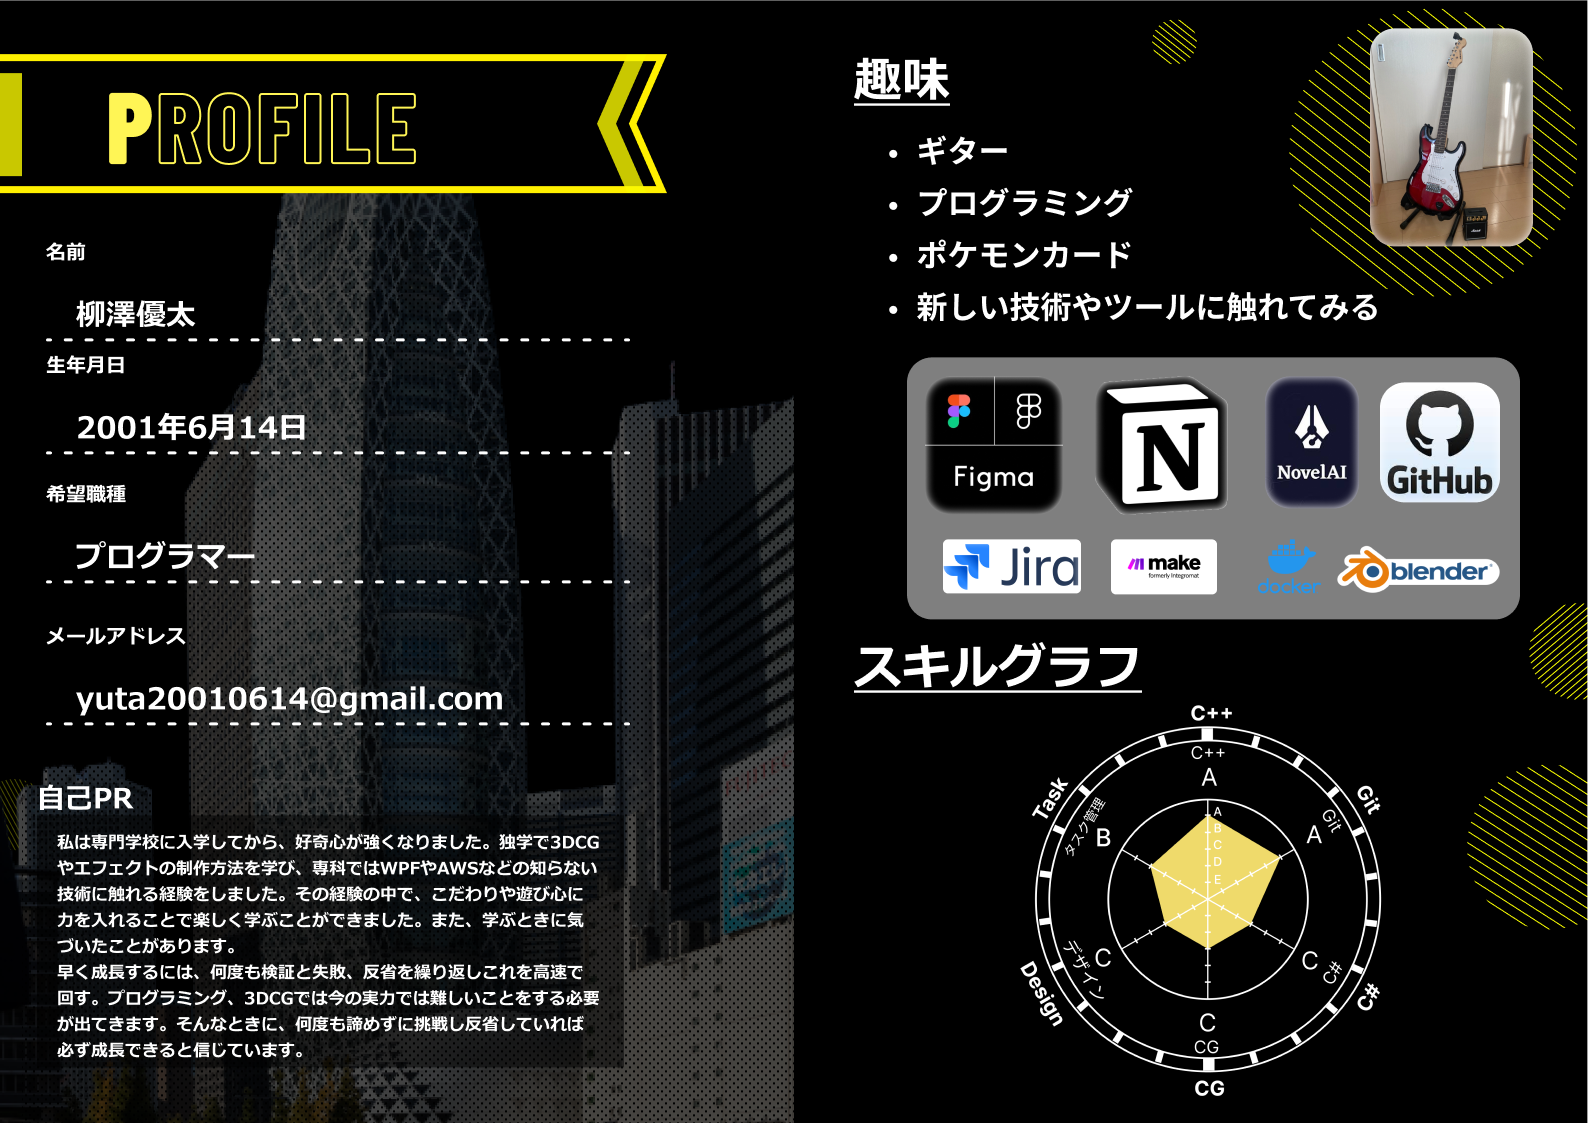 PROFILE
名前
柳澤優太
生年月日
2001年6月14日
希望職種
プログラマー
メールアドレス
yuta20010614@gmail.com
自己PR
私は専門学校に入学してから、好奇心が強くなりました。独学で3DCG
やエフェクトの制作方法を学び、専科ではWPFやAWSなどの知らない
技術に触れる経験をしました。その経験の中で、こだわりや遊び心に
力を入れることで楽しく学ぶことができました。また、学ぶときに気
づいたことがあります。
早く成長するには、何度も検証と失敗、反省を繰り返しこれを高速で
回す。プログラミング、3DCGでは今の実力では難しいことをする必要
が出てきます。そんなときに、何度も諦めずに挑戦し反省していれば
必ず成長できると信じています。
趣味
• ギター
• プログラミング
• ポケモンカード
• 新しい技術やツールに触れてみる
Figma
N
NovelAI
GitHub
Jira
make
formerly Integromat
docker
blender
スキルグラフ
C++
C++
A
Task
タスク管理
B
Git
Git
A
A
B
C
D
E
Design
デザイン
C
C#
C#
C
C
CG
CG